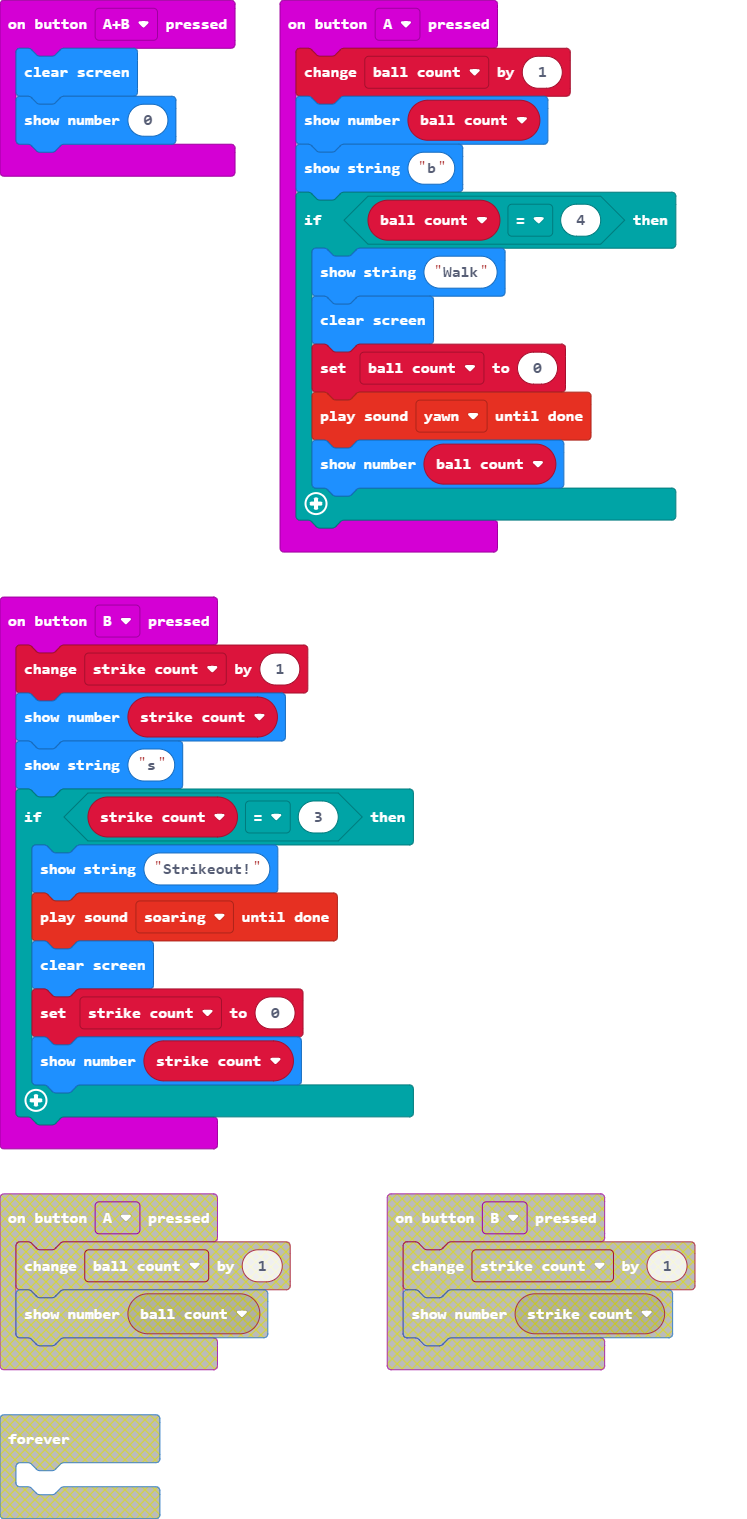 on button A+B pressed
clear screen
show number 0
on button A pressed
change ball count by 1
show number ball count
show string "b"
if ball count = 4 then
show string "Walk"
clear screen
set ball count to 0
play sound yawn until done
show number ball count
on button B pressed
change strike count by 1
show number strike count
show string "s"
if strike count = 3 then
show string "Strikeout!"
play sound soaring until done
clear screen
set strike count to 0
show number strike count
on button A pressed
change ball count by 1
show number ball count
on button B pressed
change strike count by 1
show number strike count
forever